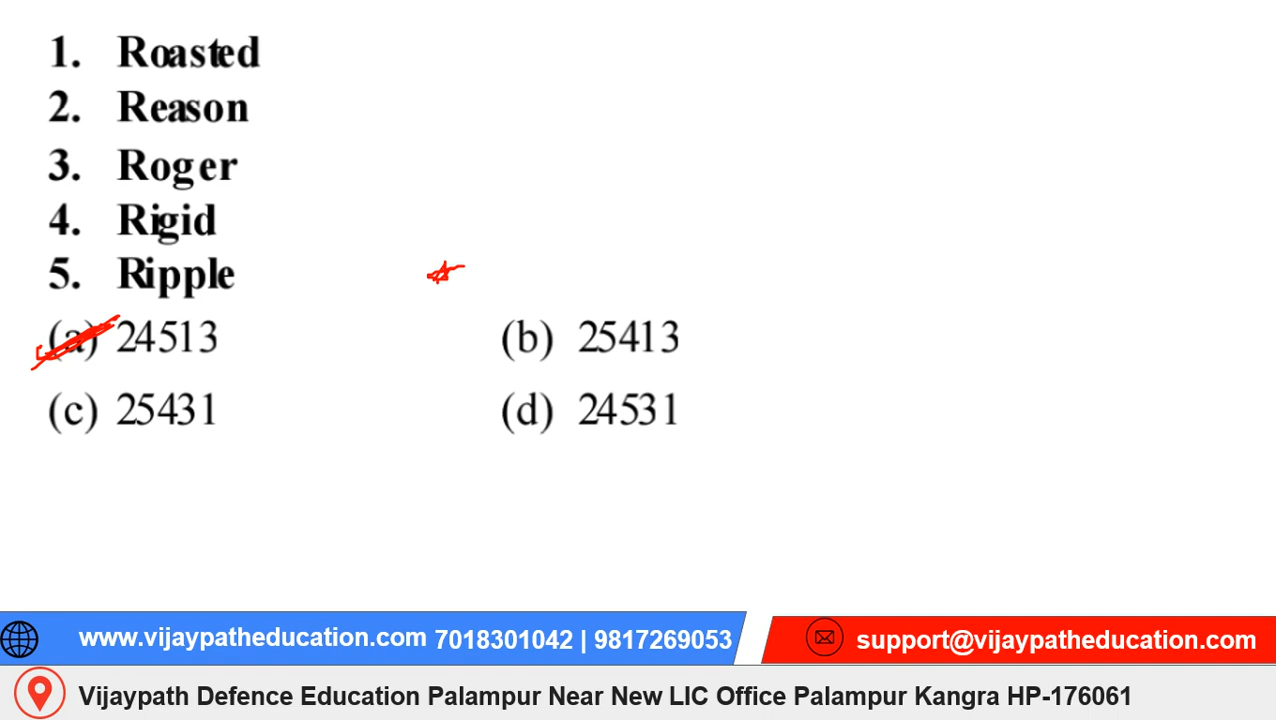 1. Roasted
2. Reason
3. Roger
4. Rigid
5. Ripple
(a) 24513 (b) 25413
(c) 25431 (d) 24531
www.vijaypatheducation.com 7018301042 | 9817269053 support@vijaypatheducation.com
Vijaypath Defence Education Palampur Near New LIC Office Palampur Kangra HP-176061